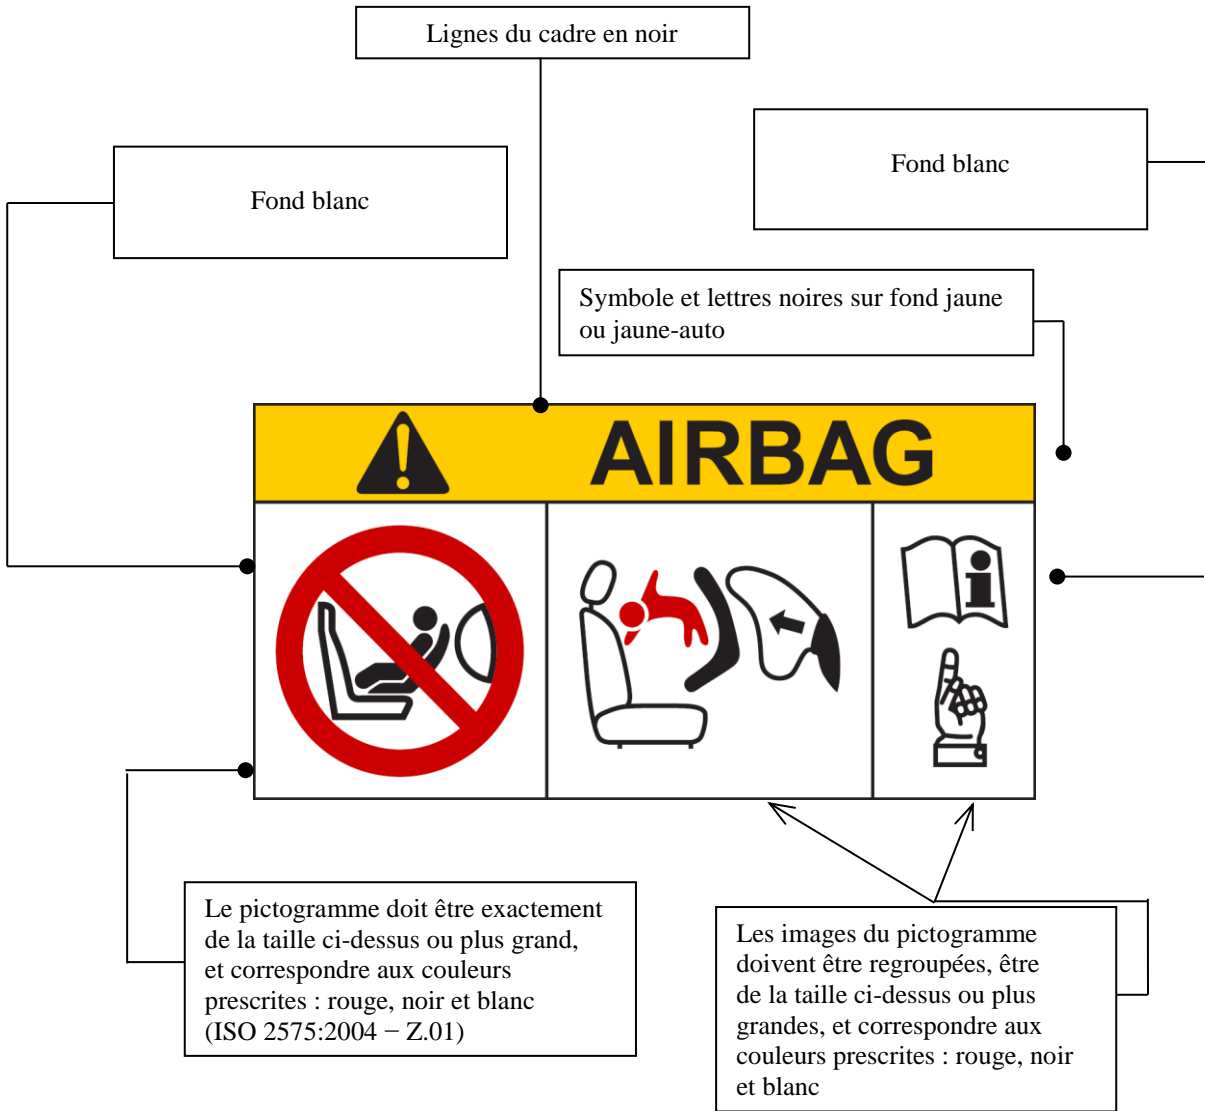 Lignes du cadre en noir
Fond blanc
Fond blanc
Symbole et lettres noires sur fond jaune
ou jaune-auto
AIRBAG
Le pictogramme doit être exactement
de la taille ci-dessus ou plus grand,
et correspondre aux couleurs
prescrites : rouge, noir et blanc
(ISO 2575:2004 − Z.01)
Les images du pictogramme
doivent être regroupées, être
de la taille ci-dessus ou plus
grandes, et correspondre aux
couleurs prescrites : rouge, noir
et blanc